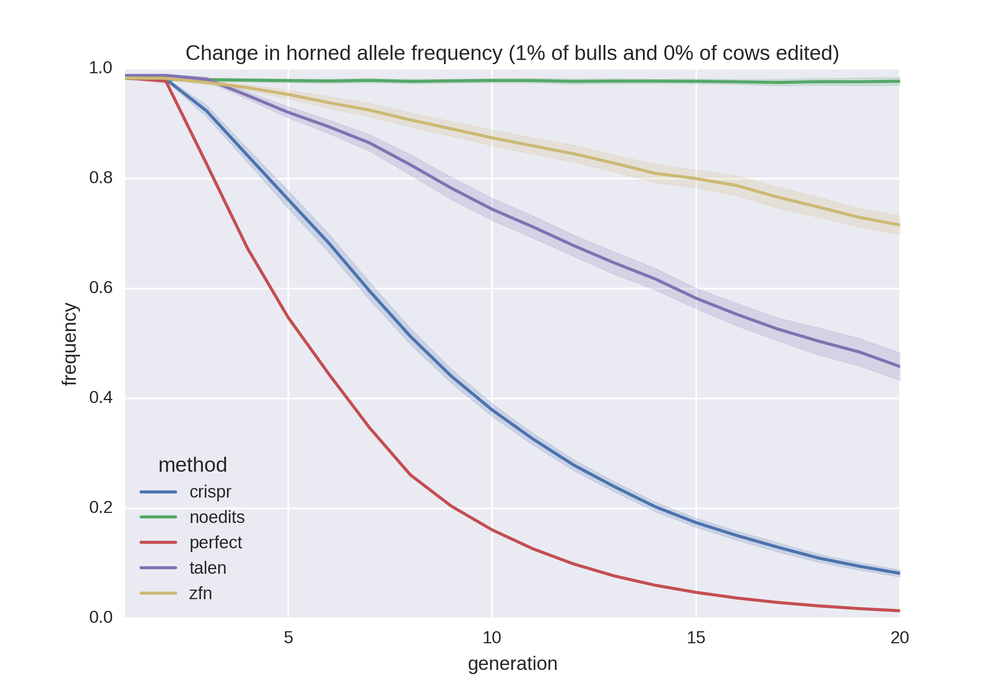 Change in horned allele frequency (1% of bulls and 0% of cows edited)
1.0
0.8
0.6
0.4
0.2
0.0
frequency
method
crispr
noedits
perfect
talen
zfn
5 10 15 20
generation